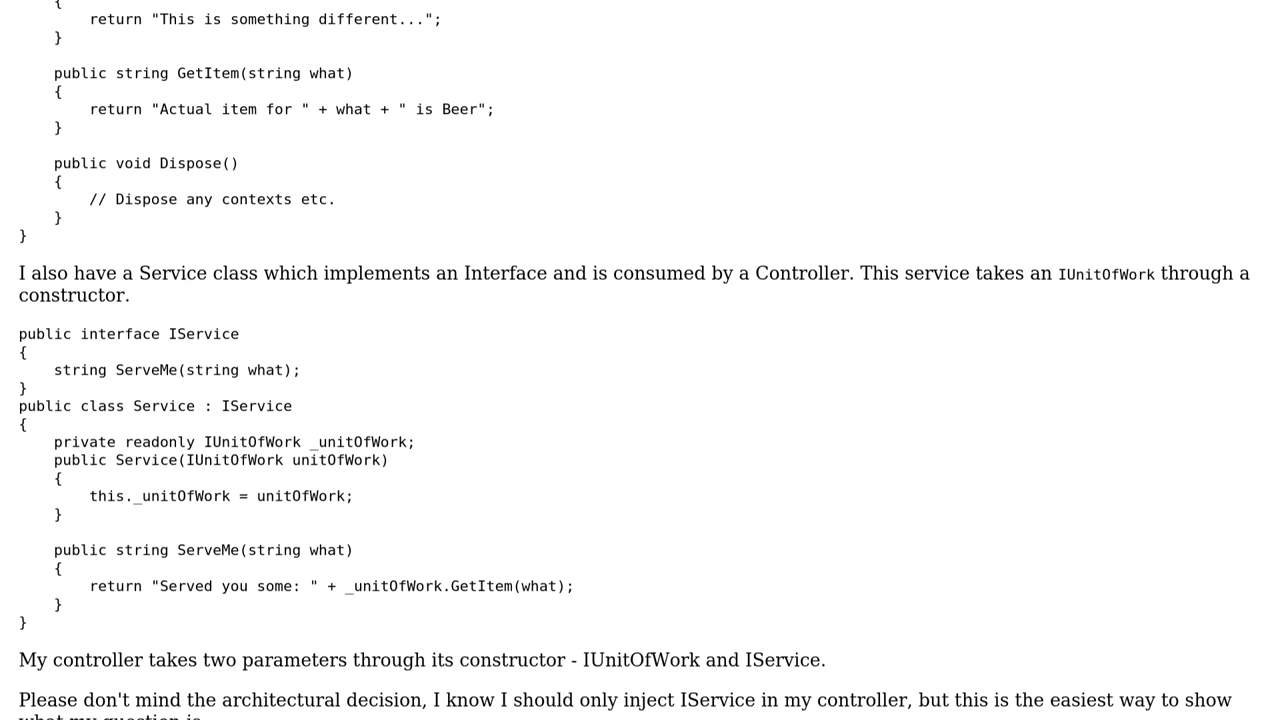 {
        return "This is something different...";
    }

    public string GetItem(string what)
    {
        return "Actual item for " + what + " is Beer";
    }

    public void Dispose()
    {
        // Dispose any contexts etc.
    }
}
I also have a Service class which implements an Interface and is consumed by a Controller. This service takes an IUnitOfWork through a
constructor.
public interface IService
{
    string ServeMe(string what);
}
public class Service : IService
{
    private readonly IUnitOfWork _unitOfWork;
    public Service(IUnitOfWork unitOfWork)
    {
        this._unitOfWork = unitOfWork;
    }

    public string ServeMe(string what)
    {
        return "Served you some: " + _unitOfWork.GetItem(what);
    }
}
My controller takes two parameters through its constructor - IUnitOfWork and IService.
Please don't mind the architectural decision, I know I should only inject IService in my controller, but this is the easiest way to show
what my question is